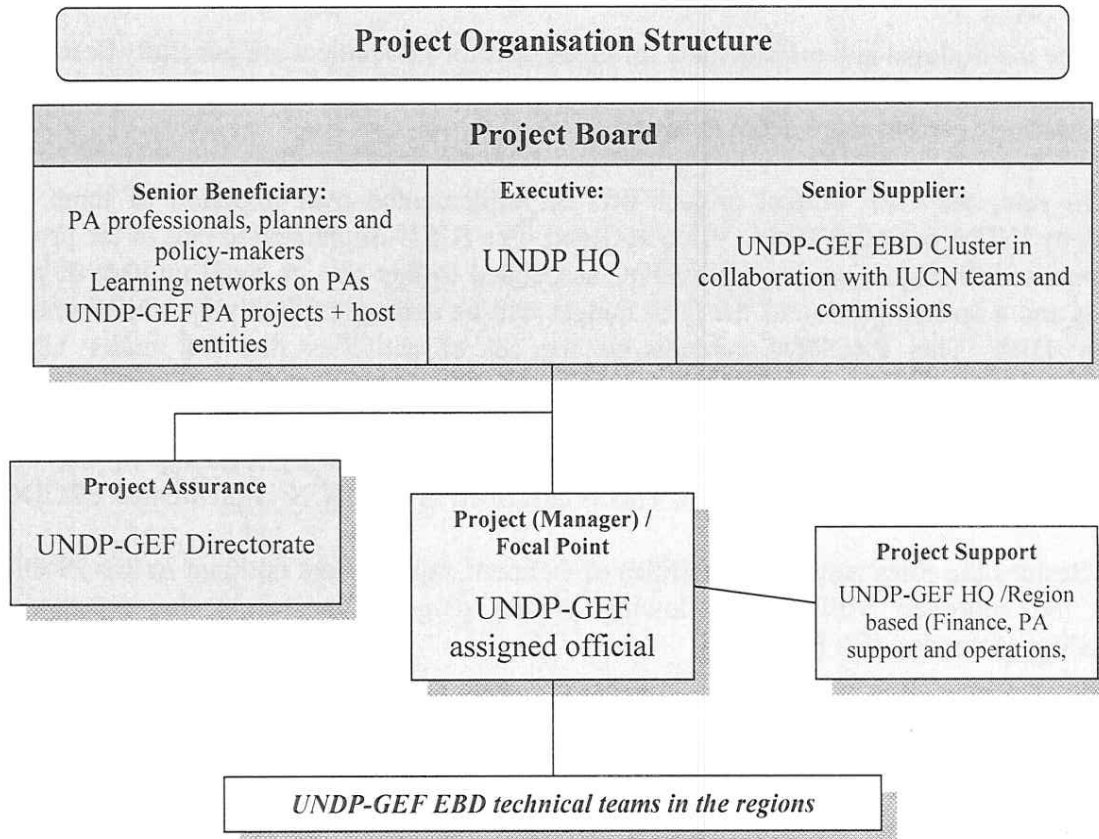 Project Organisation Structure
Project Board
Senior Beneficiary:
PA professionals, planners and
policy-makers
Learning networks on PAs
UNDP-GEF PA projects + host
entities
Executive:
UNDP HQ
Senior Supplier:
UNDP-GEF EBD Cluster in
collaboration with IUCN teams and
commissions
Project Assurance
UNDP-GEF Directorate
Project (Manager) /
Focal Point
UNDP-GEF
assigned official
Project Support
UNDP-GEF HQ /Region
based (Finance, PA
support and operations,
UNDP-GEF EBD technical teams in the regions